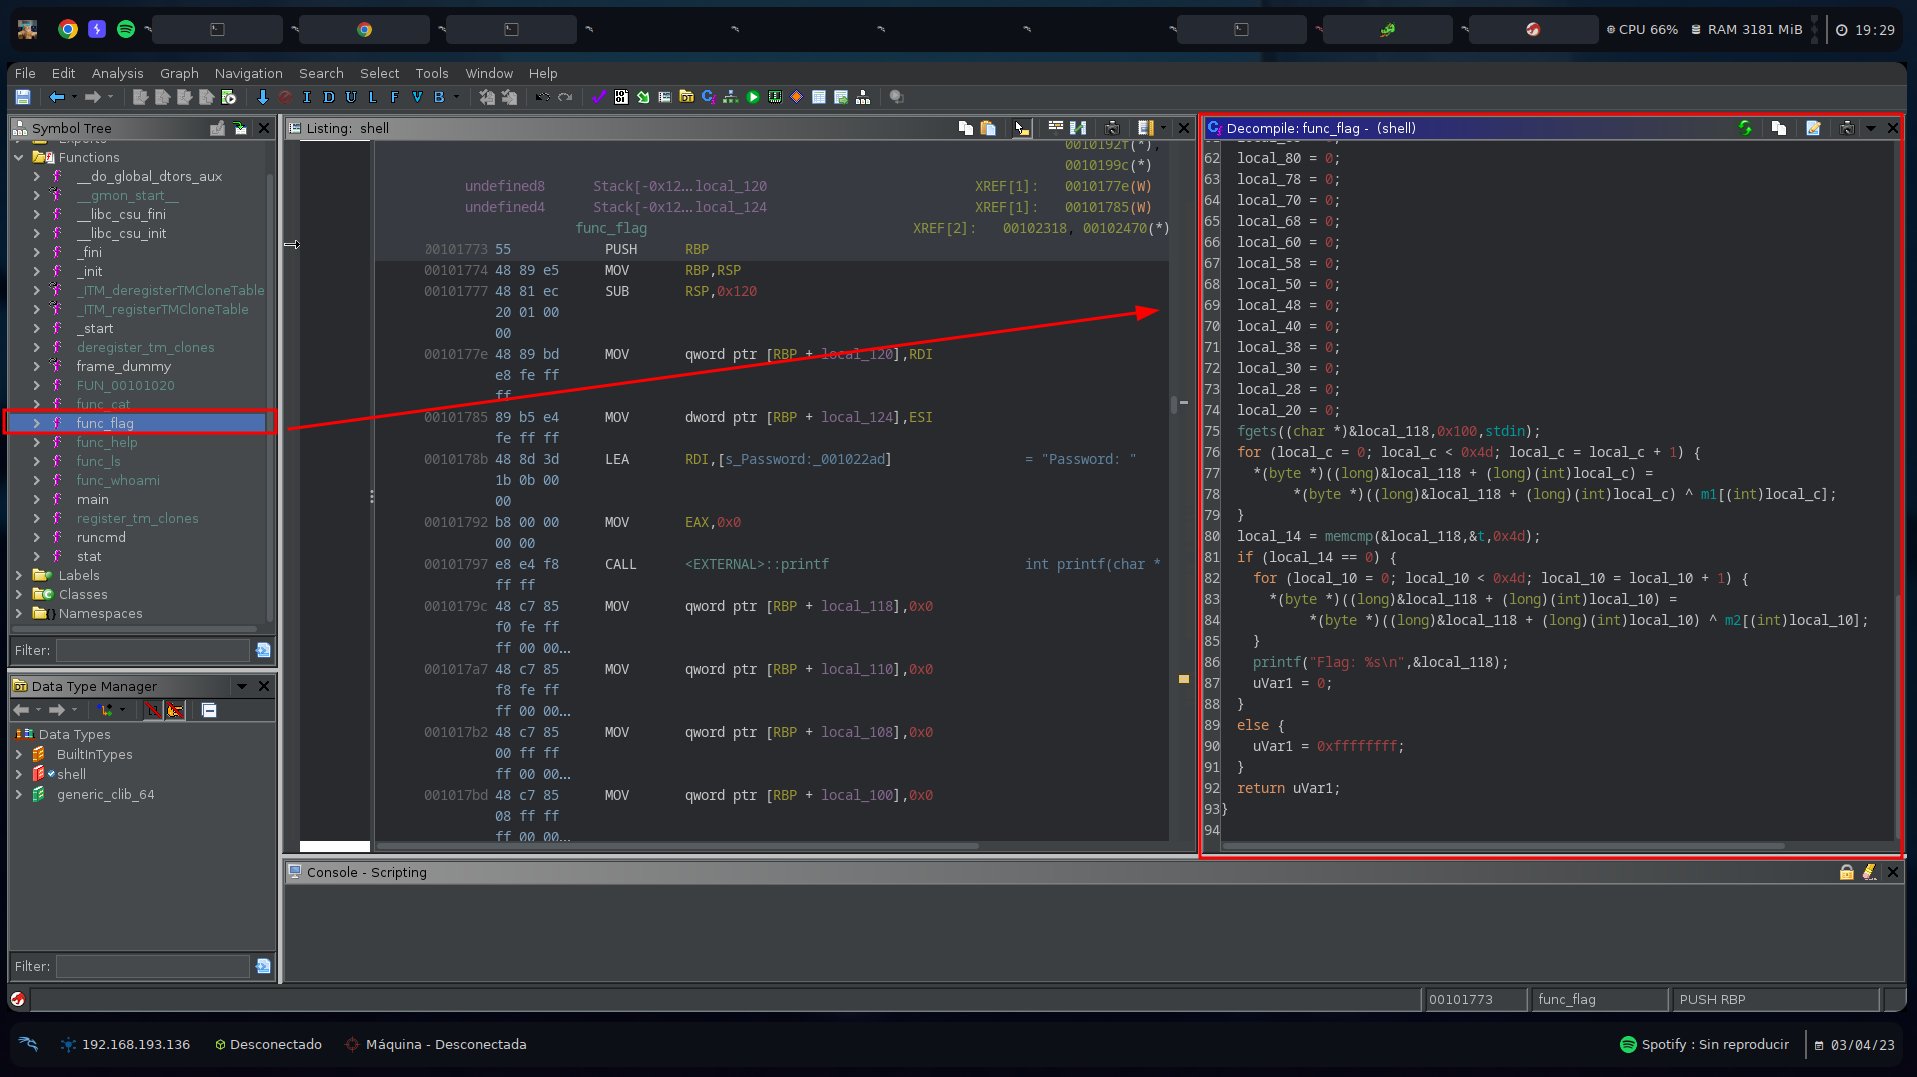 CPU 66% RAM 3181 MiB 19:29
File Edit Analysis Graph Navigation Search Select Tools Window Help
I D U L F V B
Symbol Tree
Functions
__do_global_dtors_aux
__gmon_start__
__libc_csu_fini
__libc_csu_init
_fini
_init
_ITM_deregisterTMCloneTable
_ITM_registerTMCloneTable
_start
deregister_tm_clones
frame_dummy
FUN_00101020
func_cat
func_flag
func_help
func_ls
func_whoami
main
register_tm_clones
runcmd
stat
Labels
Classes
Namespaces
Filter:
Data Type Manager
Data Types
BuiltInTypes
shell
generic_clib_64
Filter:
Listing: shell
0010192f(*),
0010199c(*)
undefined8 Stack[-0x12...local_120 XREF[1]: 0010177e(W)
undefined4 Stack[-0x12...local_124 XREF[1]: 00101785(W)
func_flag XREF[2]: 00102318, 00102470(*)
00101773 55 PUSH RBP
00101774 48 89 e5 MOV RBP,RSP
00101777 48 81 ec SUB RSP,0x120
20 01 00
00
0010177e 48 89 bd MOV qword ptr [RBP + local_120],RDI
e8 fe ff
ff
00101785 89 b5 e4 MOV dword ptr [RBP + local_124],ESI
fe ff ff
0010178b 48 8d 3d LEA RDI,[s_Password:_001022ad] = "Password: "
1b 0b 00
00
00101792 b8 00 00 MOV EAX,0x0
00 00
00101797 e8 e4 f8 CALL <EXTERNAL>::printf int printf(char *
ff ff
0010179c 48 c7 85 MOV qword ptr [RBP + local_118],0x0
f0 fe ff
ff 00 00...
001017a7 48 c7 85 MOV qword ptr [RBP + local_110],0x0
f8 fe ff
ff 00 00...
001017b2 48 c7 85 MOV qword ptr [RBP + local_108],0x0
00 ff ff
ff 00 00...
001017bd 48 c7 85 MOV qword ptr [RBP + local_100],0x0
08 ff ff
ff 00 00...
Decompile: func_flag - (shell)
62 local_80 = 0;
63 local_78 = 0;
64 local_70 = 0;
65 local_68 = 0;
66 local_60 = 0;
67 local_58 = 0;
68 local_50 = 0;
69 local_48 = 0;
70 local_40 = 0;
71 local_38 = 0;
72 local_30 = 0;
73 local_28 = 0;
74 local_20 = 0;
75 fgets((char *)&local_118,0x100,stdin);
76 for (local_c = 0; local_c < 0x4d; local_c = local_c + 1) {
77 *(byte *)((long)&local_118 + (long)(int)local_c) =
78 *(byte *)((long)&local_118 + (long)(int)local_c) ^ m1[(int)local_c];
79 }
80 local_14 = memcmp(&local_118,&t,0x4d);
81 if (local_14 == 0) {
82 for (local_10 = 0; local_10 < 0x4d; local_10 = local_10 + 1) {
83 *(byte *)((long)&local_118 + (long)(int)local_10) =
84 *(byte *)((long)&local_118 + (long)(int)local_10) ^ m2[(int)local_10];
85 }
86 printf("Flag: %s\n",&local_118);
87 uVar1 = 0;
88 }
89 else {
90 uVar1 = 0xffffffff;
91 }
92 return uVar1;
93 }
94
Console - Scripting
00101773 func_flag PUSH RBP
192.168.193.136 Desconectado Máquina - Desconectada Spotify : Sin reproducir 03/04/23